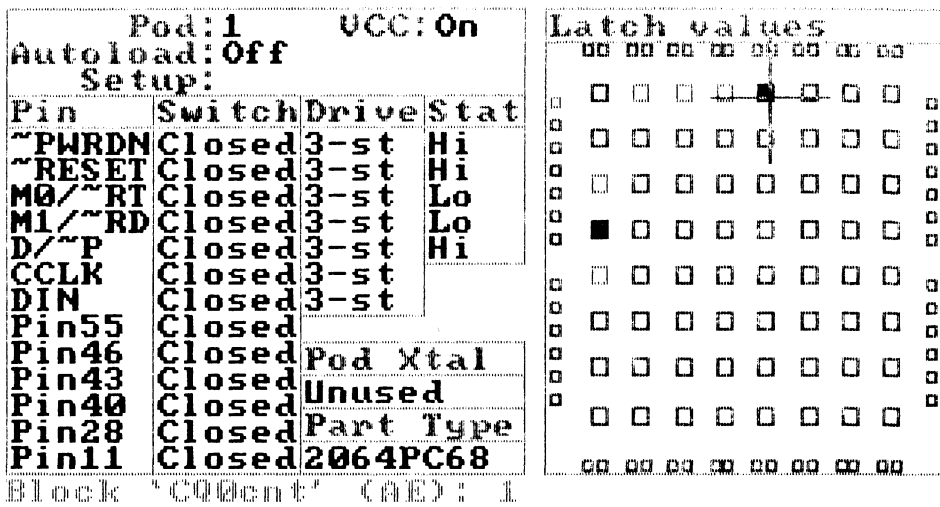 Pod: 1 VCC: On
Autoload: Off
Setup:
Pin Switch Drive Stat
~PWRDN Closed 3-st Hi
~RESET Closed 3-st Hi
M0/~RT Closed 3-st Lo
M1/~RD Closed 3-st Lo
D/~P Closed 3-st Hi
CCLK Closed 3-st
DIN Closed 3-st
Pin55 Closed
Pin46 Closed
Pin43 Closed
Pin40 Closed
Pin28 Closed
Pin11 Closed
Pod Xtal
Unused
Part Type
2064PC68
Latch values
Block (AE): 1